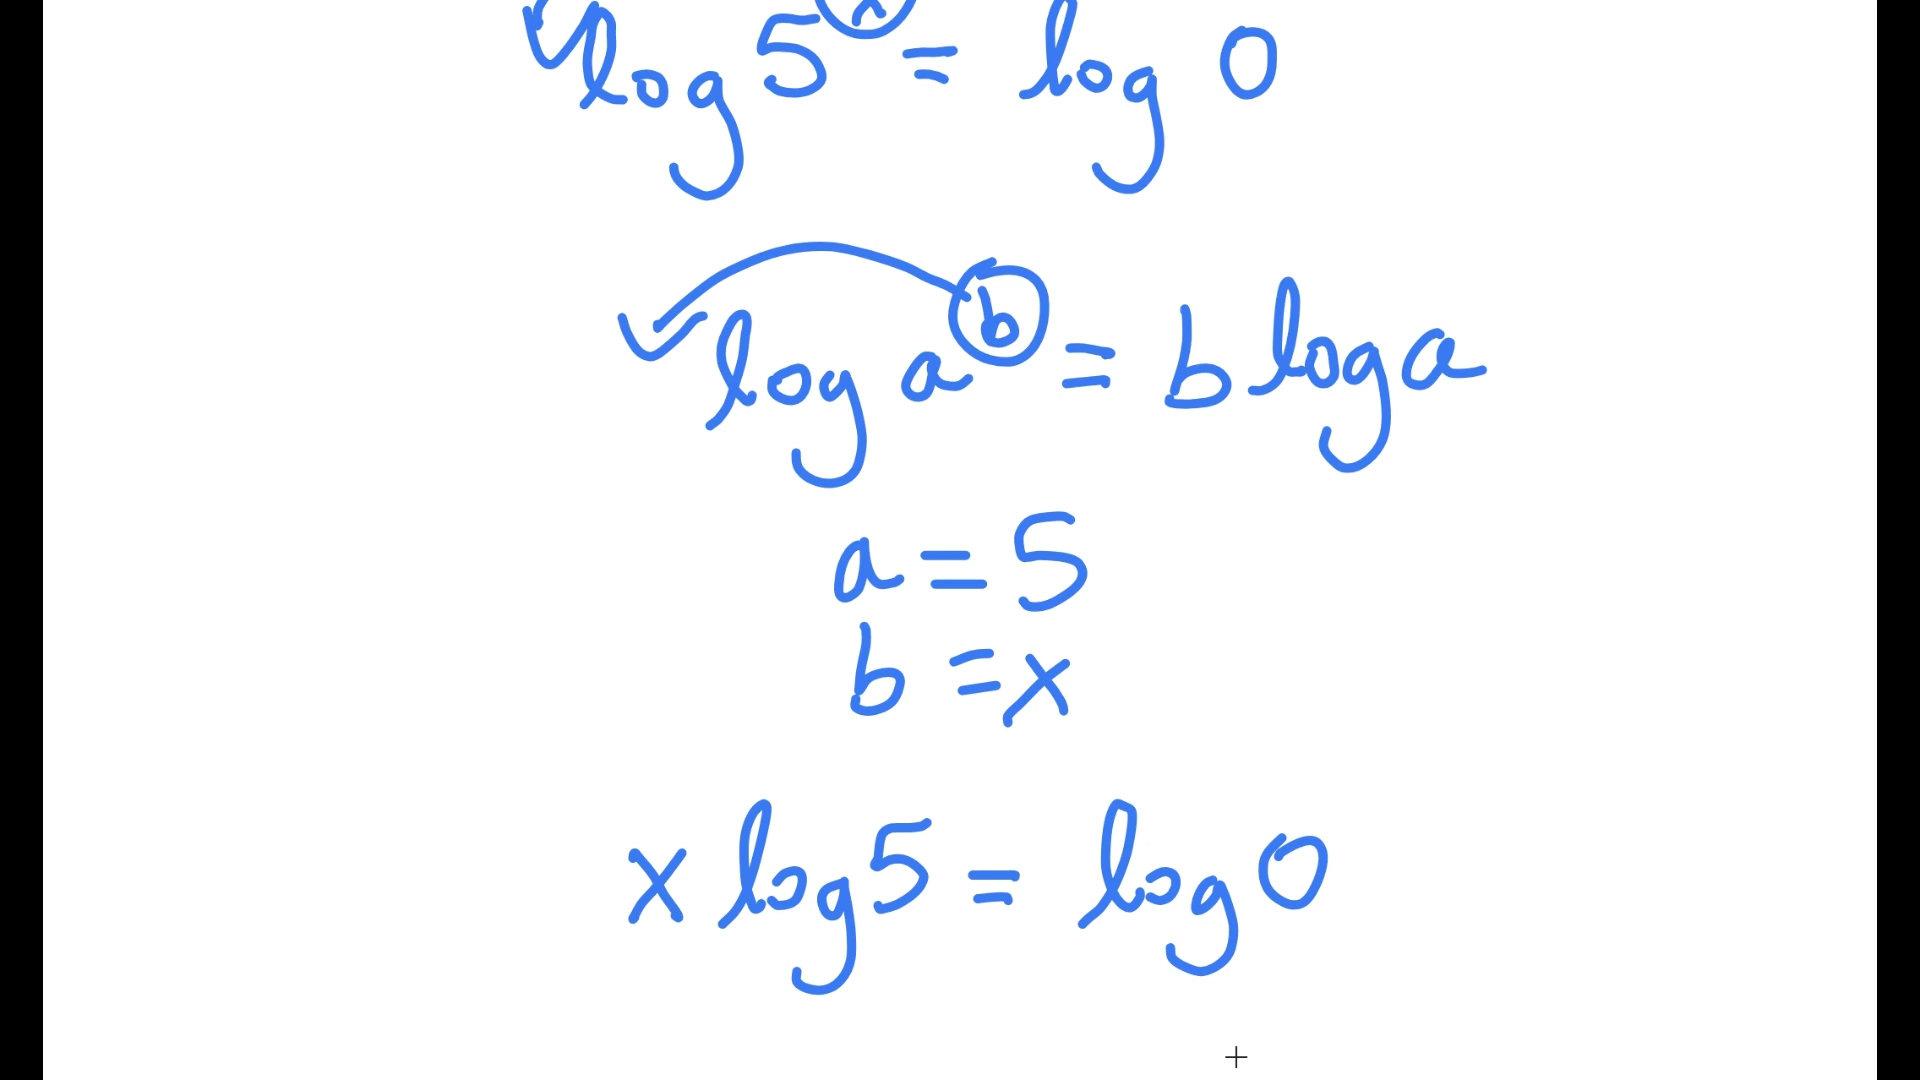 log 5^x = log 0
log a^b = b log a
a = 5
b = x
x log 5 = log 0